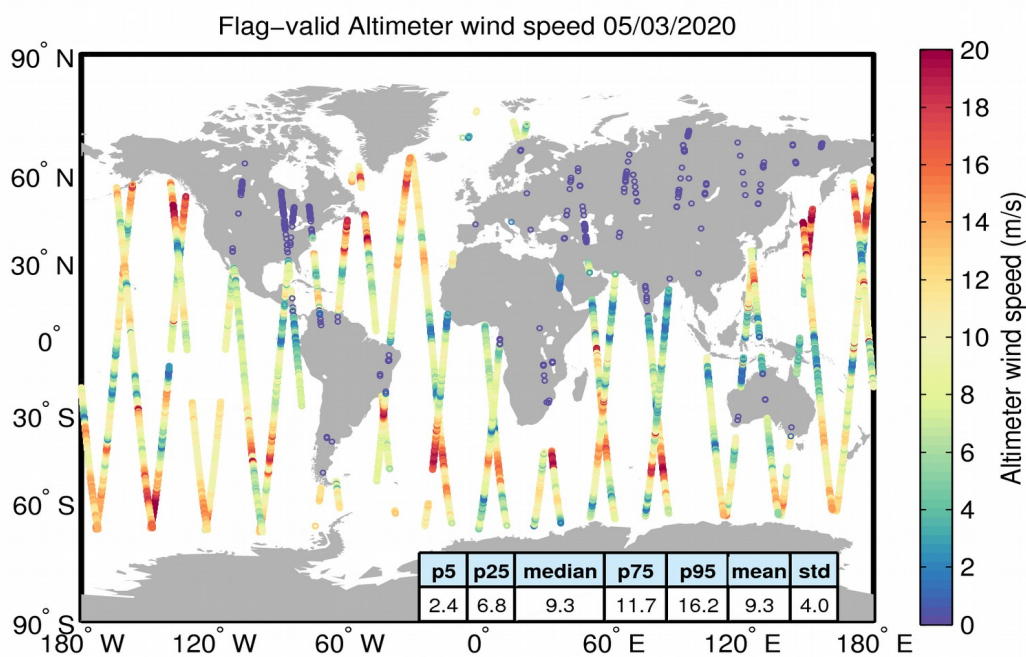 Flag−valid Altimeter wind speed 05/03/2020
90° N
60° N
30° N
0°
30° S
60° S
90° S
180° W
120° W
60° W
0°
60° E
120° E
180° E
p5 p25 median p75 p95 mean std
2.4 6.8 9.3 11.7 16.2 9.3 4.0
20
18
16
14
12
10
8
6
4
2
0
Altimeter wind speed (m/s)